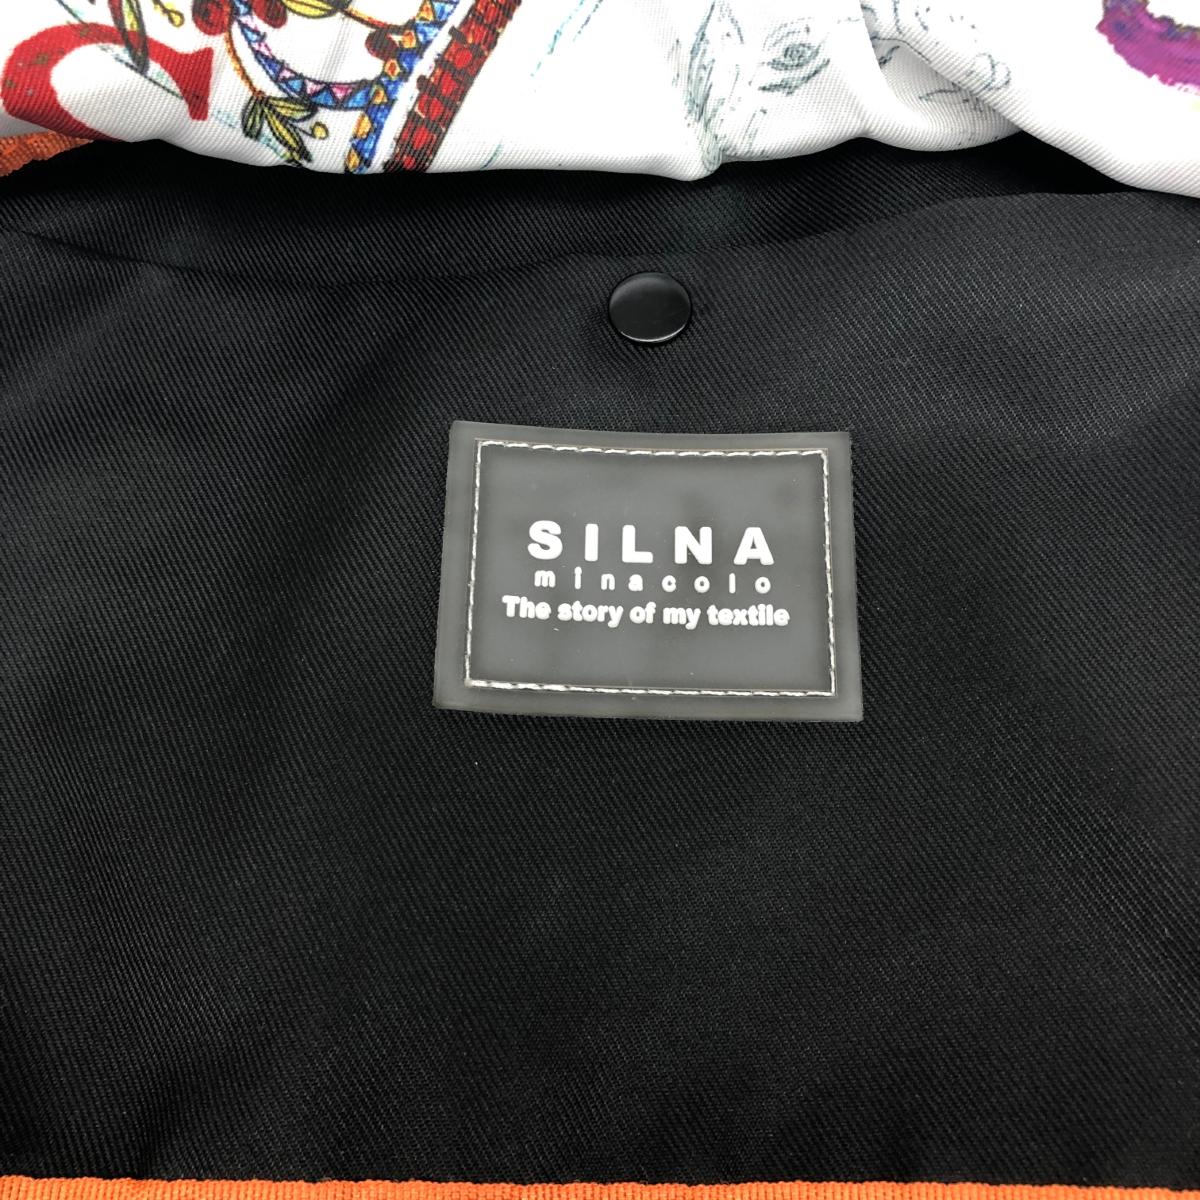 S
SILNA
minacolo
The story of my textile